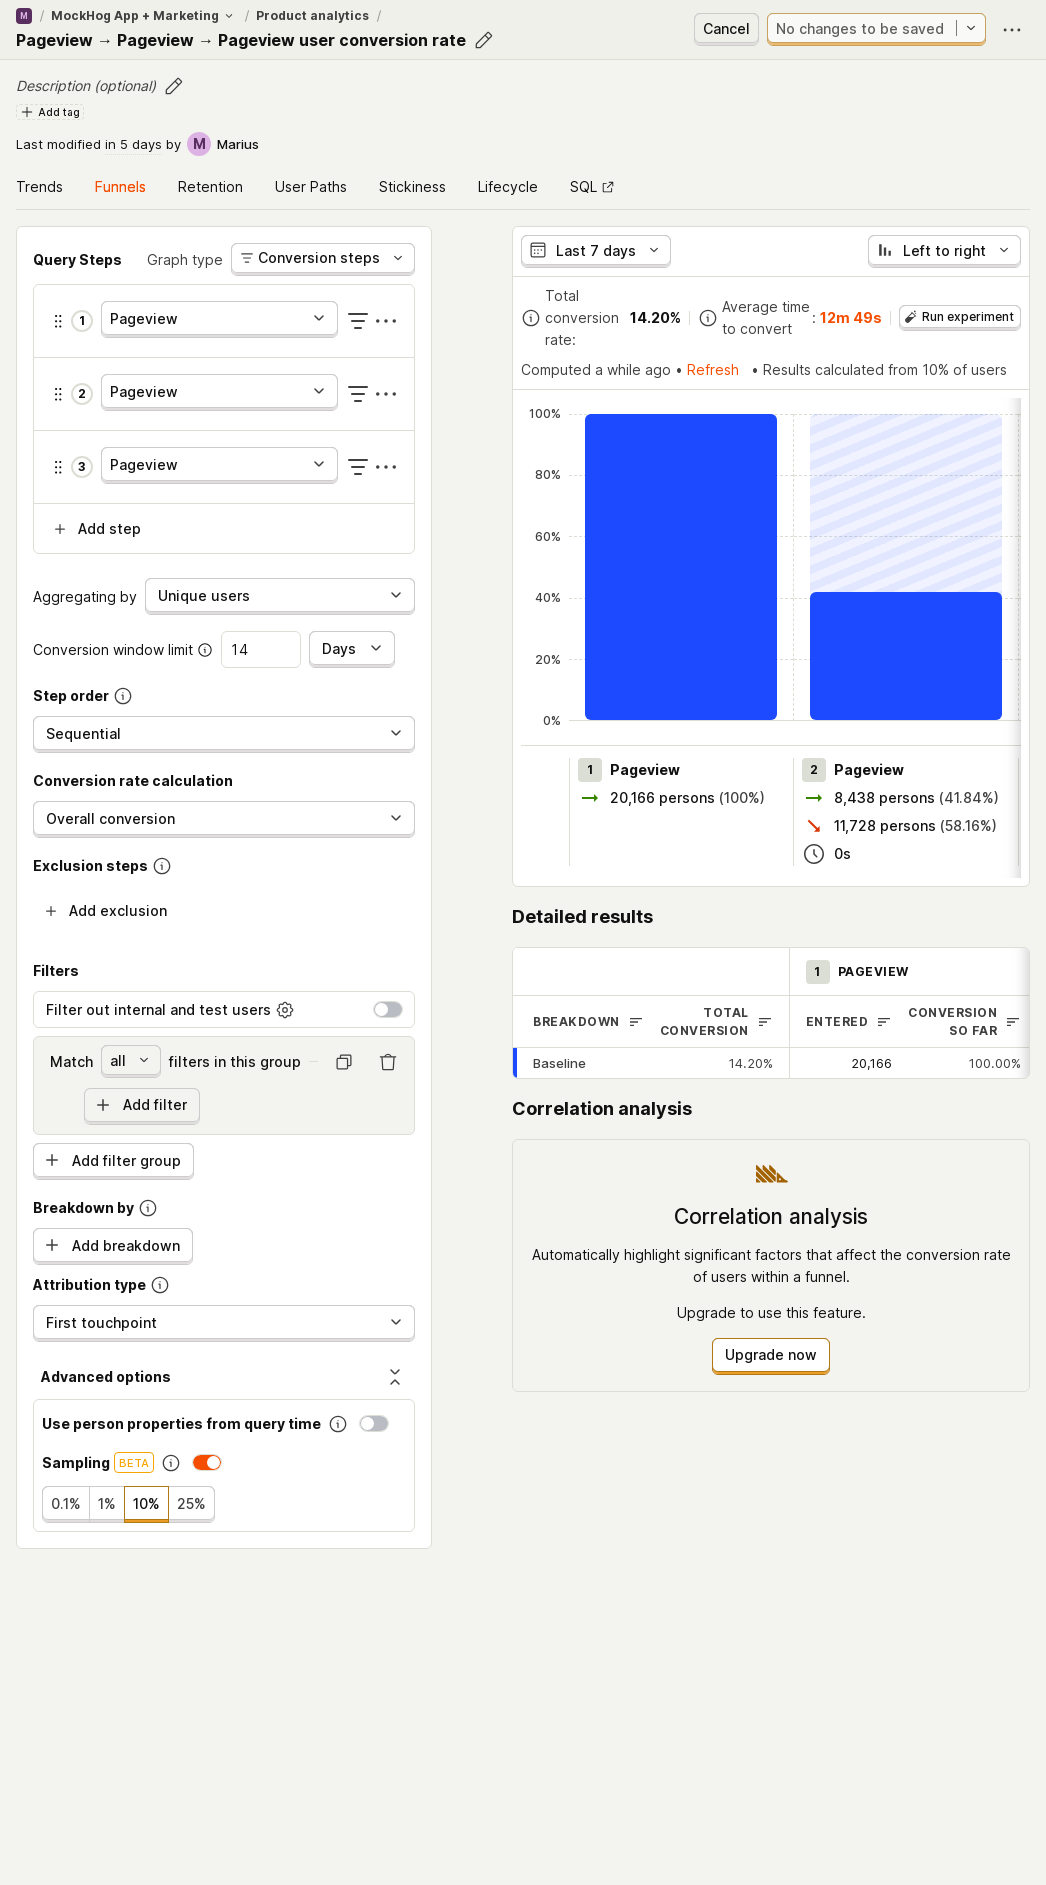 M / MockHog App + Marketing / Product analytics /
Pageview → Pageview → Pageview user conversion rate
Cancel
No changes to be saved
Description (optional)
Add tag
Last modified in 5 days by M Marius
Trends Funnels Retention User Paths Stickiness Lifecycle SQL
Query Steps Graph type Conversion steps
1 Pageview
2 Pageview
3 Pageview
Add step
Aggregating by Unique users
Conversion window limit 14 Days
Step order
Sequential
Conversion rate calculation
Overall conversion
Exclusion steps
Add exclusion
Filters
Filter out internal and test users
Match all filters in this group
Add filter
Add filter group
Breakdown by
Add breakdown
Attribution type
First touchpoint
Advanced options
Use person properties from query time
Sampling BETA
0.1% 1% 10% 25%
Last 7 days Left to right
Total conversion rate: 14.20%
Average time to convert : 12m 49s
Run experiment
Computed a while ago • Refresh • Results calculated from 10% of users
100%
80%
60%
40%
20%
0%
1 Pageview
20,166 persons (100%)
2 Pageview
8,438 persons (41.84%)
11,728 persons (58.16%)
0s
Detailed results
1 PAGEVIEW
BREAKDOWN TOTAL CONVERSION ENTERED CONVERSION SO FAR
Baseline 14.20% 20,166 100.00%
Correlation analysis
Correlation analysis
Automatically highlight significant factors that affect the conversion rate
of users within a funnel.
Upgrade to use this feature.
Upgrade now